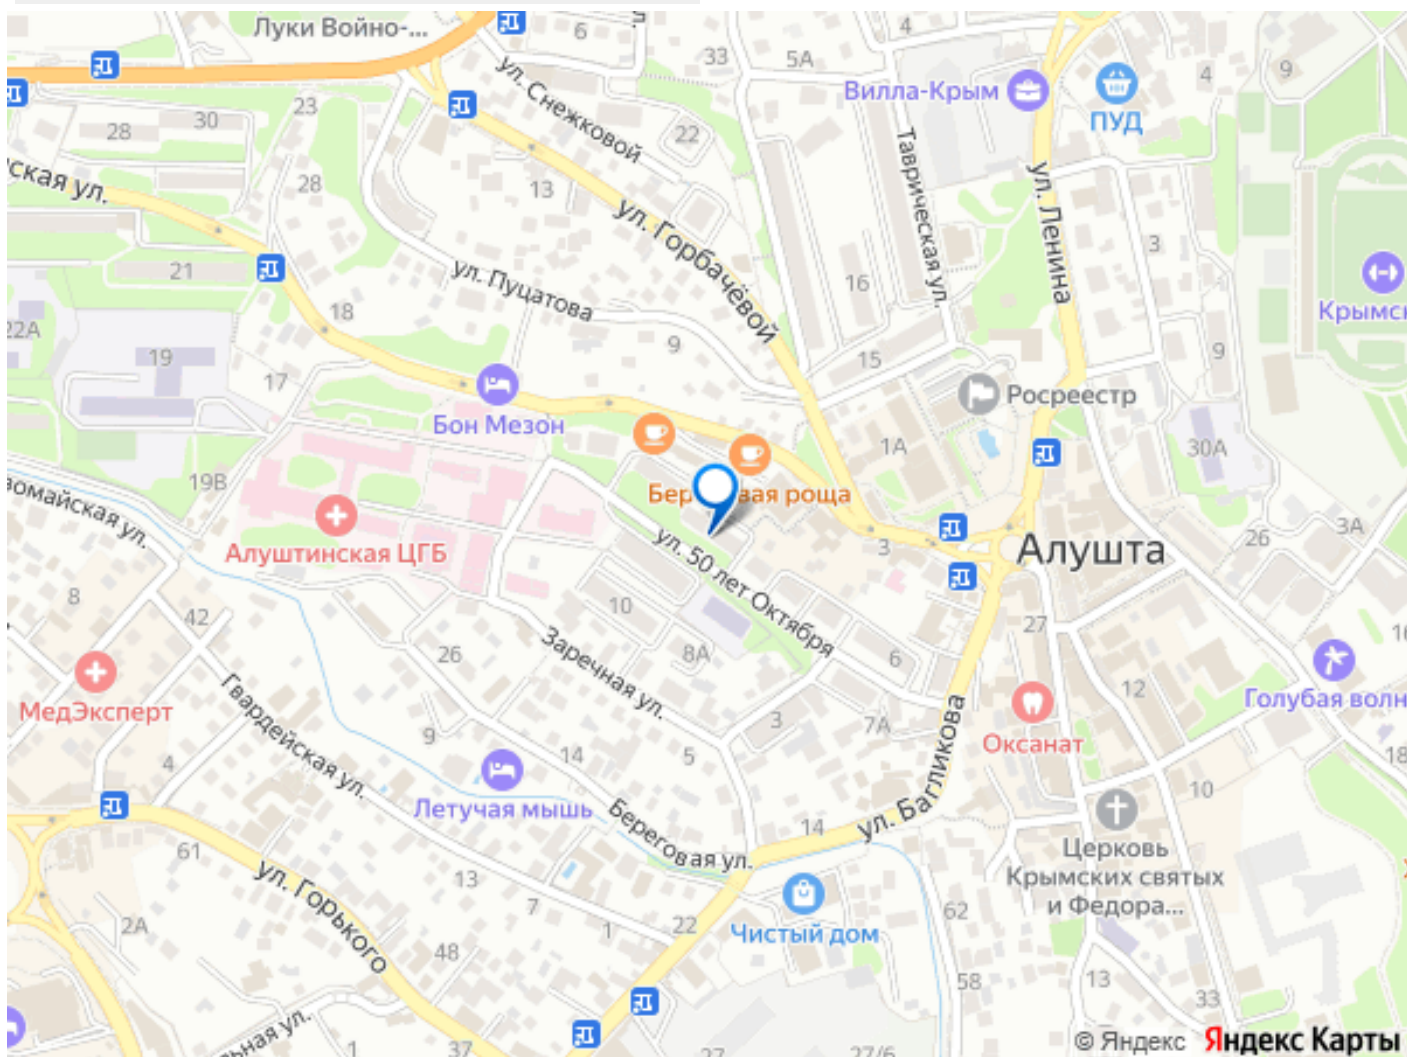 Луки Войно-...
6
33
5А
4
Вилла-Крым
ПУД
4
9
23
30
28
ул. Снежковой
22
Таврическая ул.
ская ул.
28
13
ул. Горбачёвой
ул. Ленина
3
21
ул. Пуцатова
16
Крымск
22А
18
19
9
15
9
17
Бон Мезон
Росреестр
1А
30А
19В
вомайская ул.
Алуштинская ЦГБ
Бер
вая роща
3
Алушта
26
3А
ул. 50 лет Октября
8
42
10
27
26
Заречная ул.
8А
6
16
МедЭксперт
Гвардейская ул.
12
Голубая волн
9
14
5
3
7А
Оксанат
18
4
Летучая мышь
ул. Багликова
10
Береговая ул.
14
Церковь
Крымских святых
и Федора...
61
ул. Горького
13
7
1
22
Чистый дом
62
2А
48
58
13
33
льная ул.
1
37
27
27/6
© Яндекс
Яндекс Карты